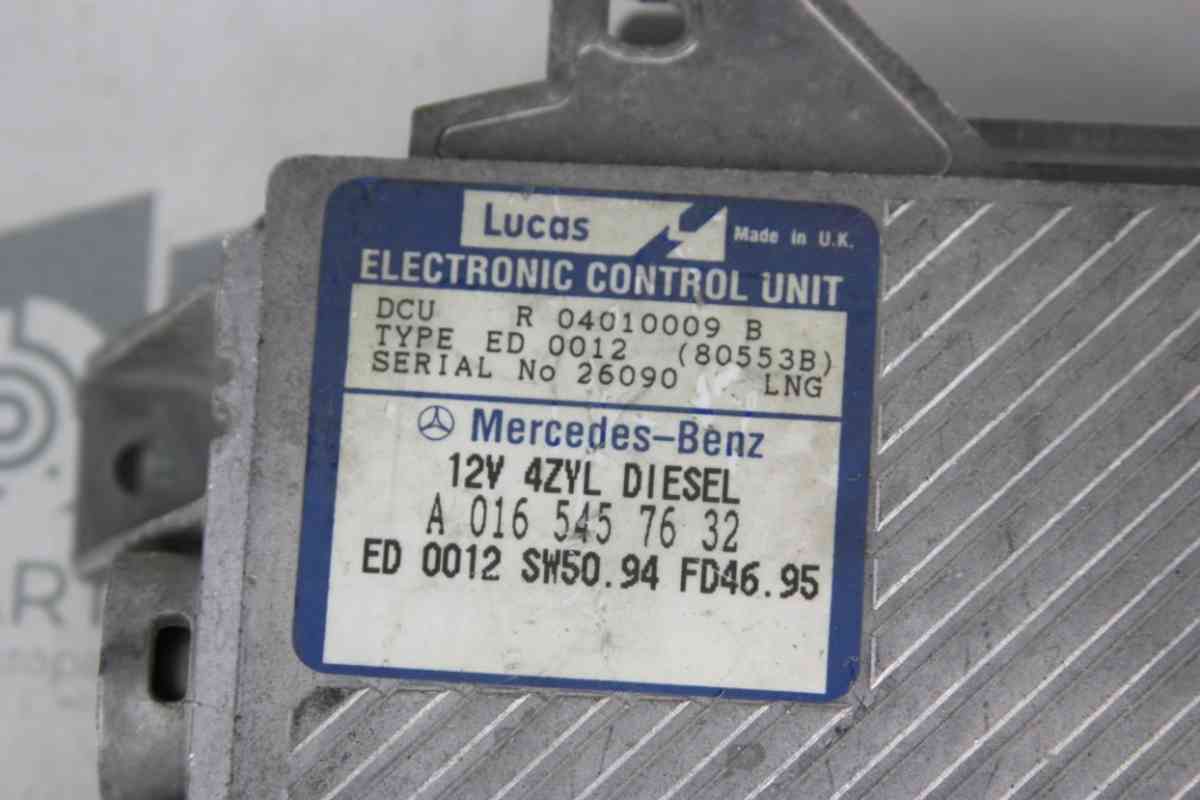 Lucas
Made in U.K.
ELECTRONIC CONTROL UNIT
DCU R 04010009 B
TYPE ED 0012 (80553B)
SERIAL No 26090 LNG
Mercedes-Benz
12V 4ZYL DIESEL
A 016 545 76 32
ED 0012 SW50.94 FD46.95